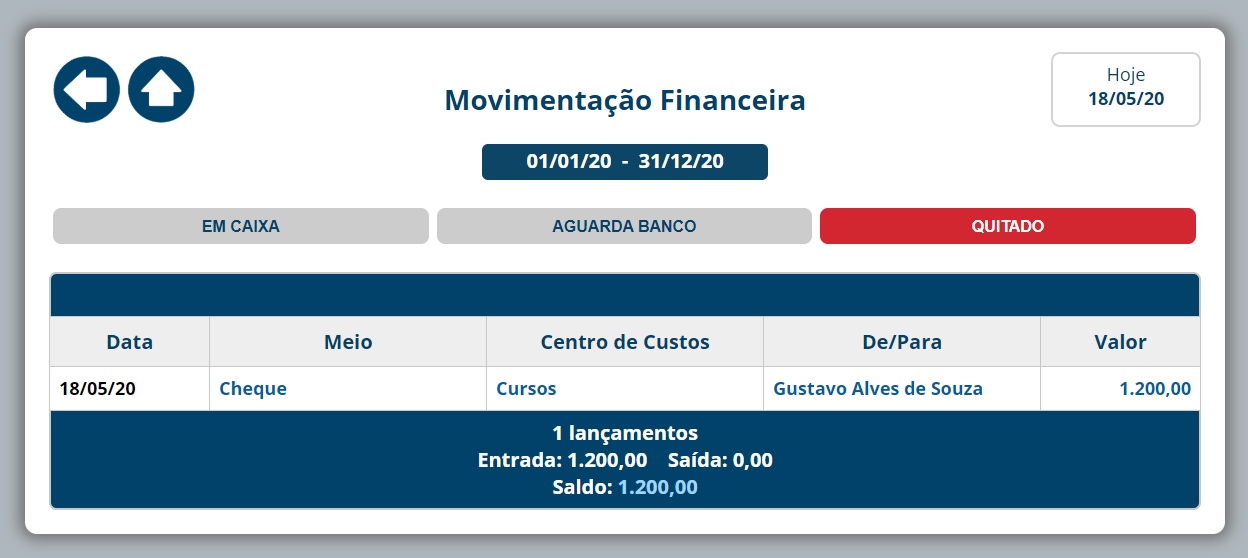 Hoje
18/05/20
Movimentação Financeira
01/01/20 - 31/12/20
EM CAIXA AGUARDA BANCO QUITADO
Data Meio Centro de Custos De/Para Valor
18/05/20 Cheque Cursos Gustavo Alves de Souza 1.200,00
1 lançamentos
Entrada: 1.200,00 Saída: 0,00
Saldo: 1.200,00